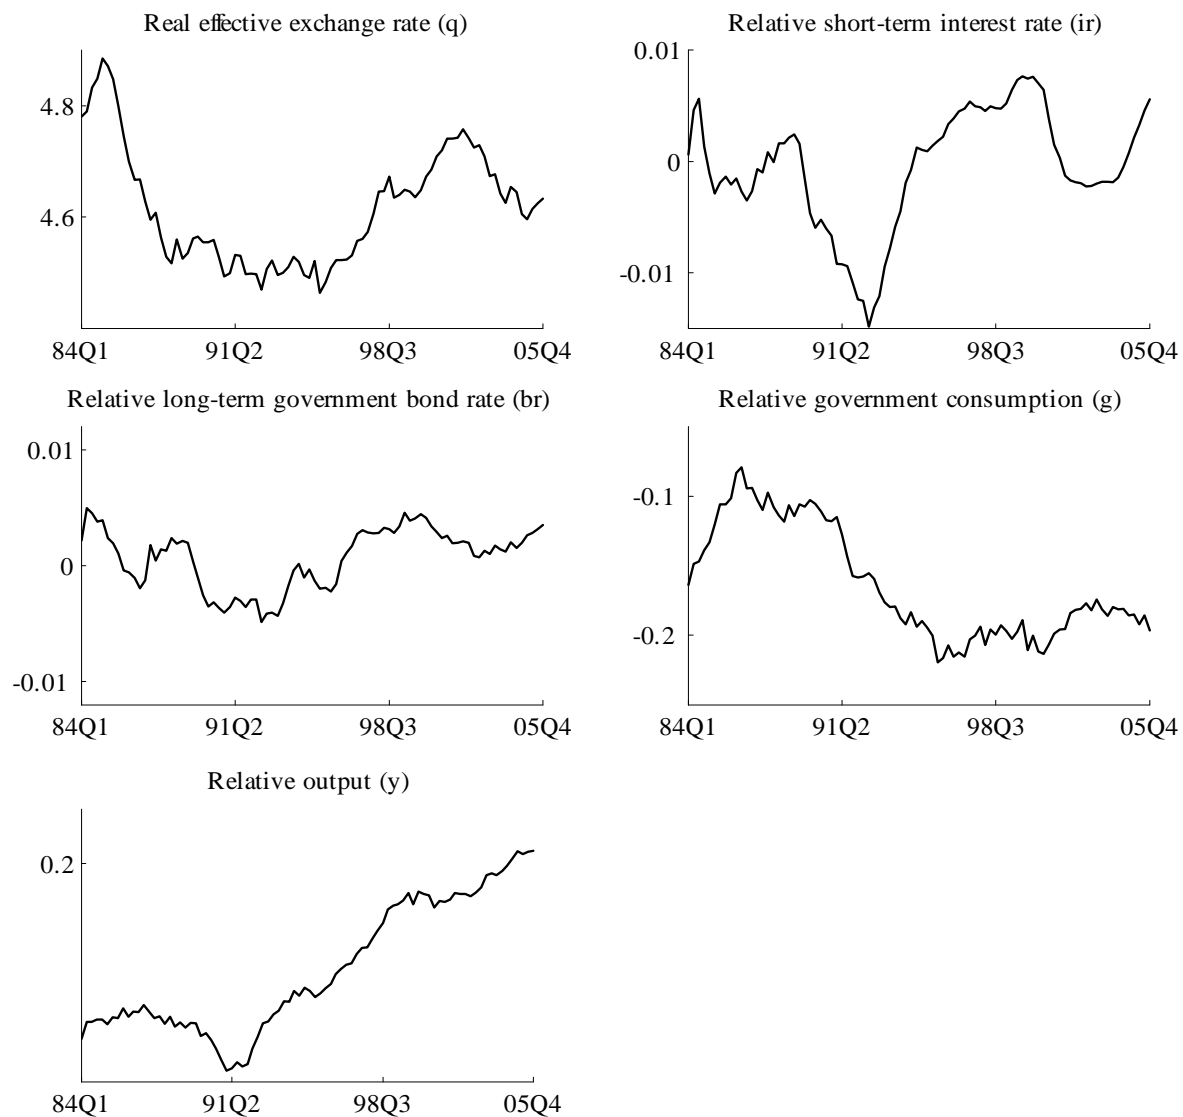 Real effective exchange rate (q)
4.8
4.6
84Q1 91Q2 98Q3 05Q4
Relative short-term interest rate (ir)
0.01
0
-0.01
84Q1 91Q2 98Q3 05Q4
Relative long-term government bond rate (br)
0.01
0
-0.01
84Q1 91Q2 98Q3 05Q4
Relative government consumption (g)
-0.1
-0.2
84Q1 91Q2 98Q3 05Q4
Relative output (y)
0.2
84Q1 91Q2 98Q3 05Q4